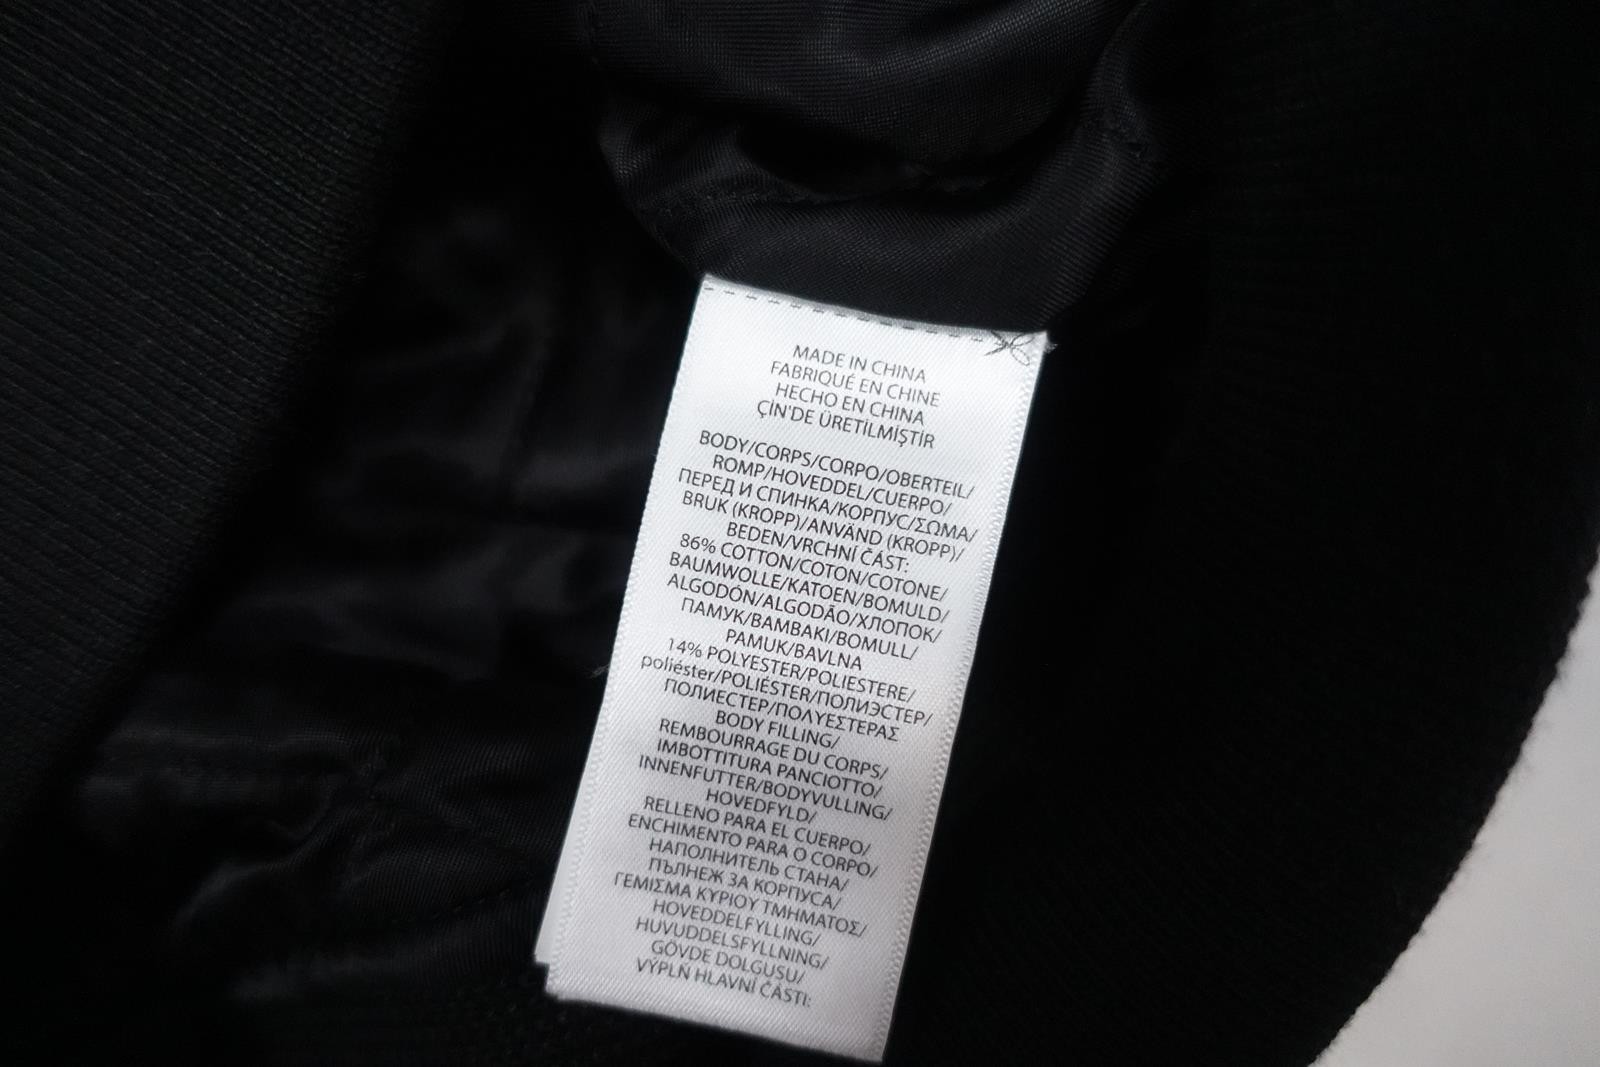 MADE IN CHINA
FABRIQUÉ EN CHINE
HECHO EN CHINA
ÇİN'DE ÜRETİLMİŞTİR
BODY/CORPS/CORPO/OBERTEIL/
ROMP/HOVEDDEL/CUERPO/
ПЕРЕД И СПИНКА/КОРПУС/ΣΩΜΑ/
BRUK (KROPP)/ANVÄND (KROPP)/
BEDEN/VRCHNÍ ČÁST:
86% COTTON/COTON/COTONE/
BAUMWOLLE/KATOEN/BOMULD/
ALGODÓN/ALGODÃO/ХЛОПОК/
ПАМУК/BAMBAKI/BOMULL/
PAMUK/BAVLNA
14% POLYESTER/POLIESTERE/
poliéster/POLIÉSTER/ПОЛИЭСТЕР/
ПОЛИЕСТЕР/ΠΟΛΥΕΣΤΕΡΑΣ
BODY FILLING/
REMBOURRAGE DU CORPS/
IMBOTTITURA PANCIOTTO/
INNENFUTTER/BODYVULLING/
HOVEDFYLD/
RELLENO PARA EL CUERPO/
ENCHIMENTO PARA O CORPO/
НАПОЛНИТЕЛЬ СТАНА/
ПЪЛНЕЖ ЗА КОРПУСА/
ΓΕΜΙΣΜΑ ΚΥΡΙΟΥ ΤΜΗΜΑΤΟΣ/
HOVEDDELFYLLING/
HUVUDDELSFYLLNING/
GÖVDE DOLGUSU/
VÝPLŇ HLAVNÍ ČÁSTI: